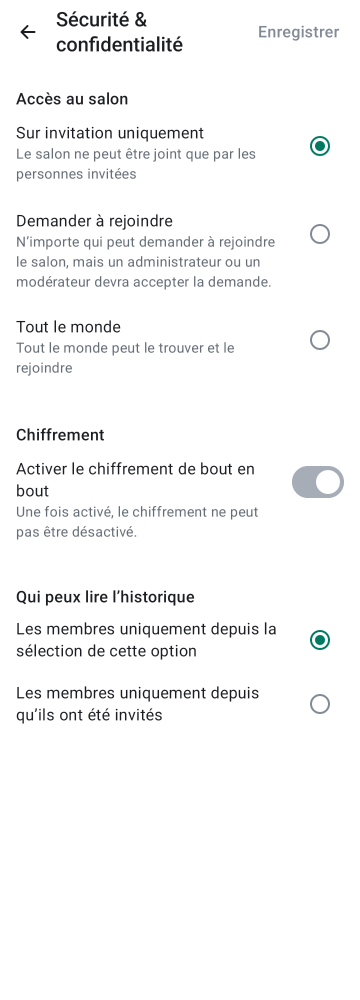 Sécurité &
confidentialité
Enregistrer
Accès au salon
Sur invitation uniquement
Le salon ne peut être joint que par les
personnes invitées
Demander à rejoindre
N’importe qui peut demander à rejoindre
le salon, mais un administrateur ou un
modérateur devra accepter la demande.
Tout le monde
Tout le monde peut le trouver et le
rejoindre
Chiffrement
Activer le chiffrement de bout en
bout
Une fois activé, le chiffrement ne peut
pas être désactivé.
Qui peux lire l’historique
Les membres uniquement depuis la
sélection de cette option
Les membres uniquement depuis
qu’ils ont été invités